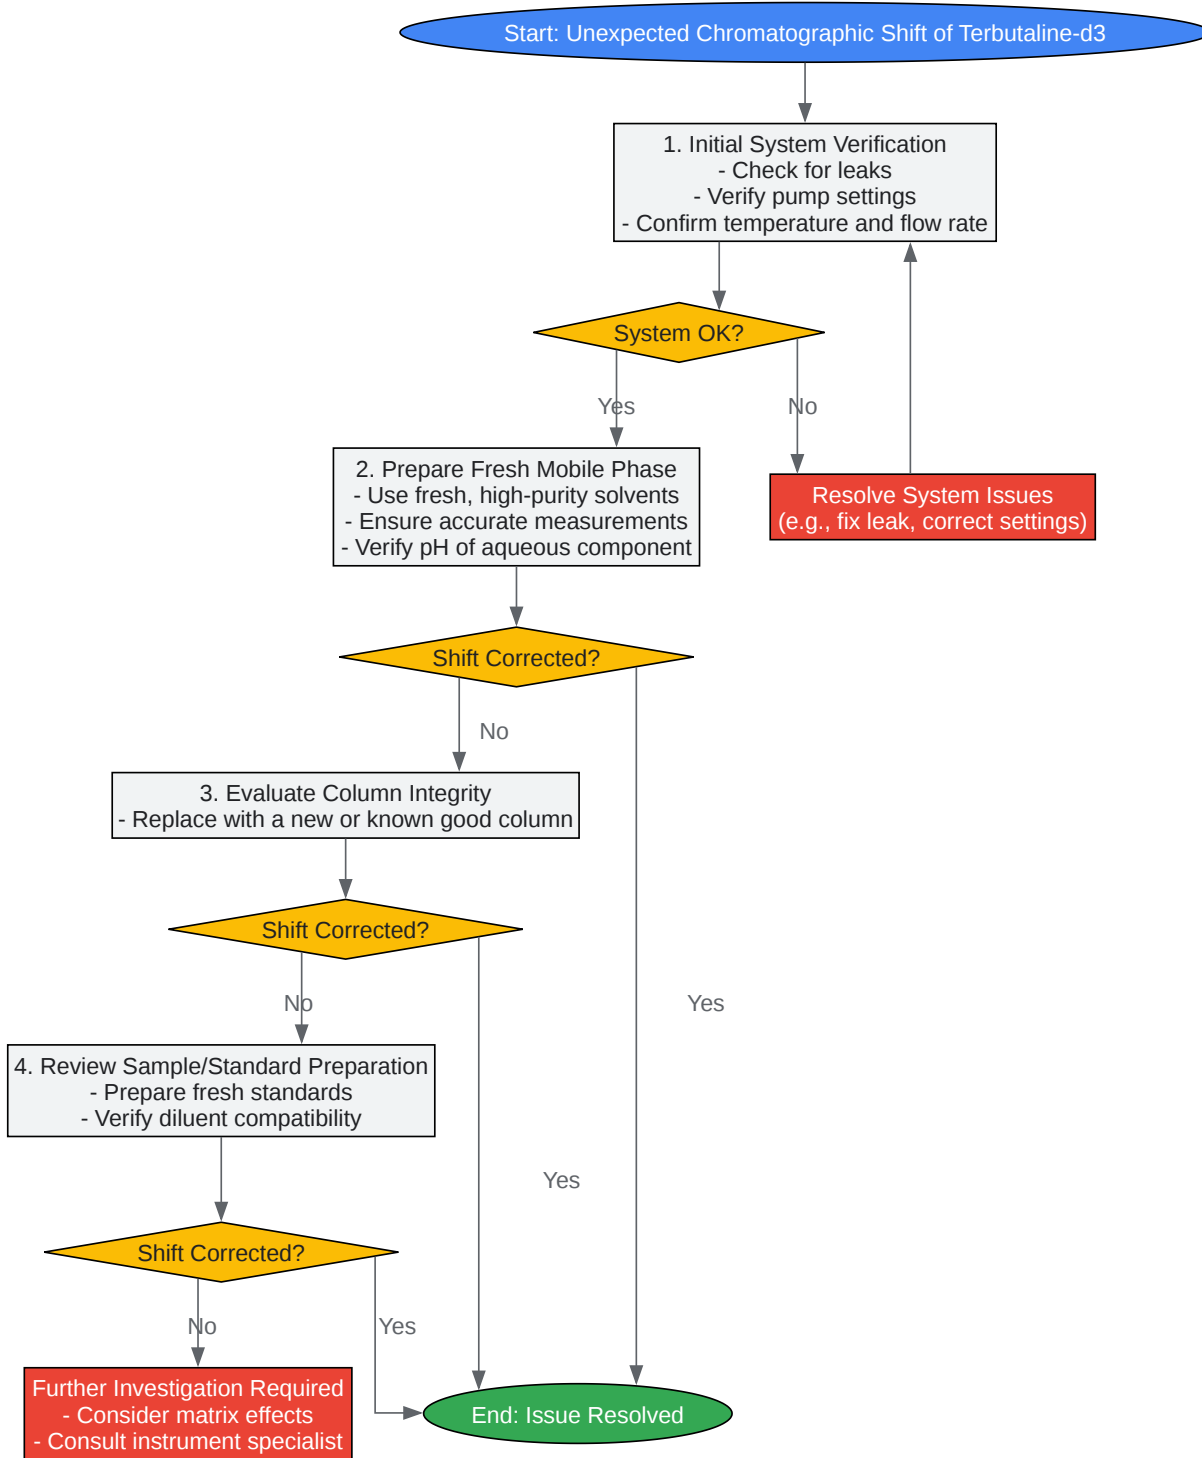 Start: Unexpected Chromatographic Shift of Terbutaline-d3
1. Initial System Verification
- Check for leaks
- Verify pump settings
- Confirm temperature and flow rate
System OK?
Yes
No
2. Prepare Fresh Mobile Phase
- Use fresh, high-purity solvents
- Ensure accurate measurements
- Verify pH of aqueous component
Resolve System Issues
(e.g., fix leak, correct settings)
Shift Corrected?
No
3. Evaluate Column Integrity
- Replace with a new or known good column
Shift Corrected?
No
Yes
4. Review Sample/Standard Preparation
- Prepare fresh standards
- Verify diluent compatibility
Yes
Shift Corrected?
No
Yes
Further Investigation Required
- Consider matrix effects
- Consult instrument specialist
End: Issue Resolved